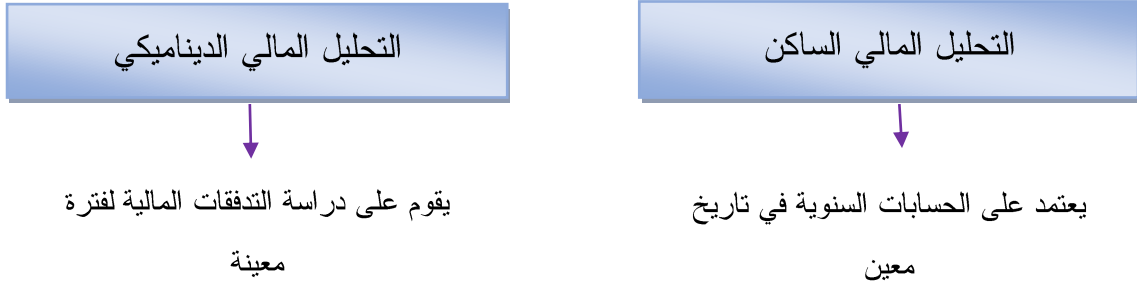 التحليل المالي الساكن
يعتمد على الحسابات السنوية في تاريخ
معين
التحليل المالي الديناميكي
يقوم على دراسة التدفقات المالية لفترة
معينة